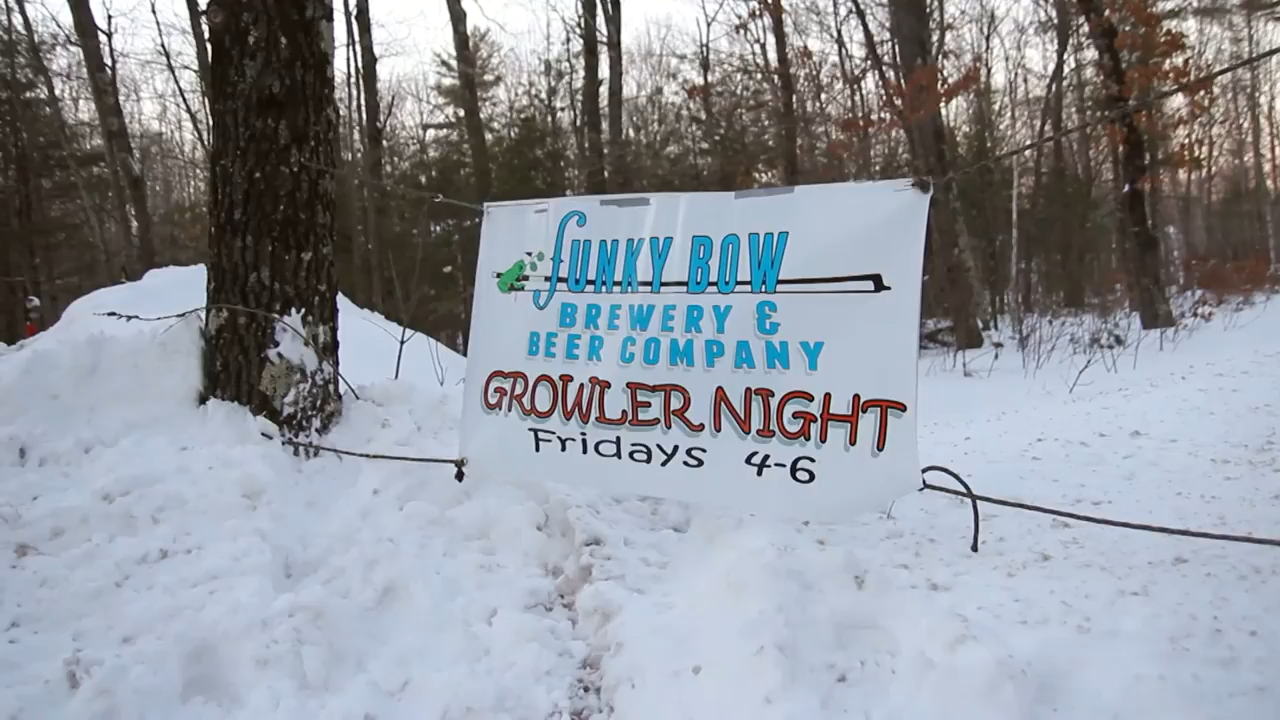 fUNKY BOW
BREWERY &
BEER COMPANY
GROWLER NIGHT
Fridays 4-6